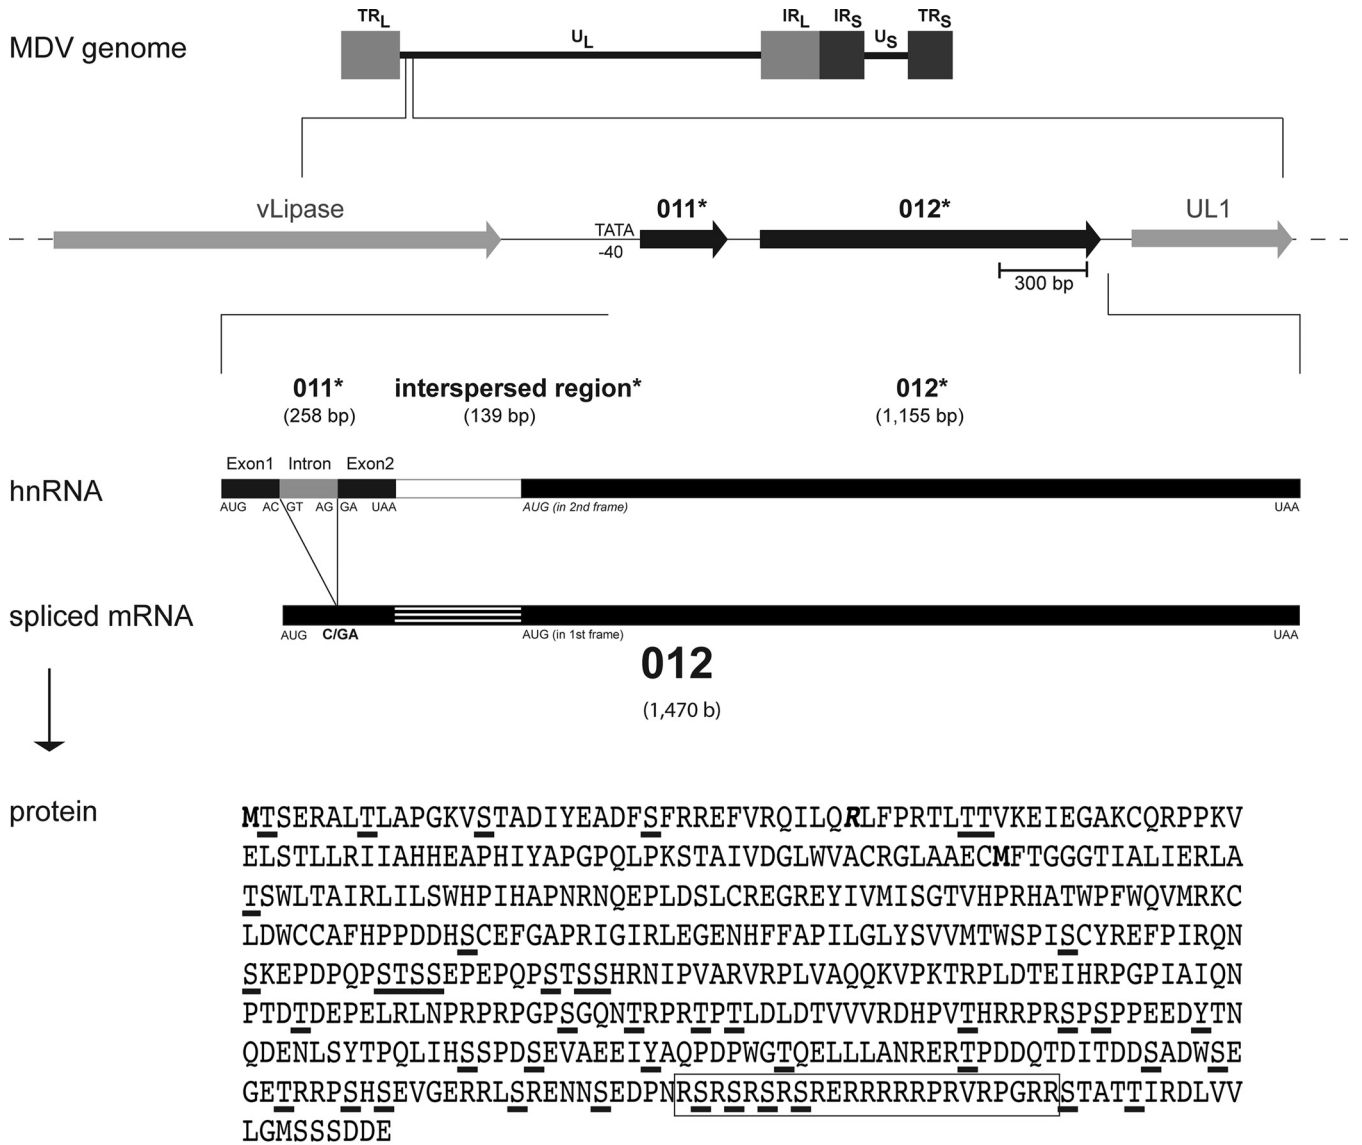 TRL IRL IRS TRS
MDV genome UL US
vLipase 011* 012* UL1
TATA
-40
300 bp
011* interspersed region* 012*
(258 bp) (139 bp) (1,155 bp)
Exon1 Intron Exon2
hnRNA
AUG AC GT AG GA UAA AUG (in 2nd frame) UAA
spliced mRNA
AUG C/GA AUG (in 1st frame) UAA
012
(1,470 b)
protein
MTSERALTLAPGKVSTADIYEADFSFRREFVRQILQRLFPRTLTTVKEIEGAKCQRPPKV
ELSTLLRIIAHHEAPHIYAPGPQLPKSTAIVDGLWVACRGLAAECMFTGGGTIALIERLA
TSWLTAIRLILSWHPIHAPNRNQEPLDSLCREGREYIVMISGTVHPRHATWPFWQVMRKC
LDWCCAFHPPDDHSCEFGAPRIGIRLEGENHFFAPILGLYSVVMTWSPISCYREFPIRQN
SKEPDPQPSTSSEPEPQPSTSSHRNIPVARVRPLVAQQKVPKTRPLDTEIHRPGPIAIQN
PTDTDEPELRLNPRPRPGPSGQNTRPRTPTLDLDTVVVRDHPVTHRRPRSPSPPEEDYTN
QDENLSYTPQLIHSSPDSEVAEEIYAQPDPWGTQELLLANRERTPDDQTDITDDSADWSE
GETRRPSHSEVGERRLSRENNSEDPNRSRSRSRSRERRRRRPRVRPGRRSTATTIRDLVV
LGMSSSDDE